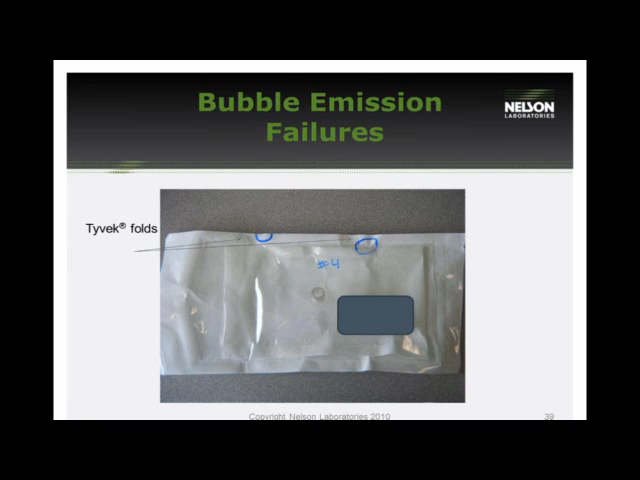 Bubble Emission
Failures
NELSON
LABORATORIES
Tyvek® folds
#4
Copyright Nelson Laboratories 2010
39